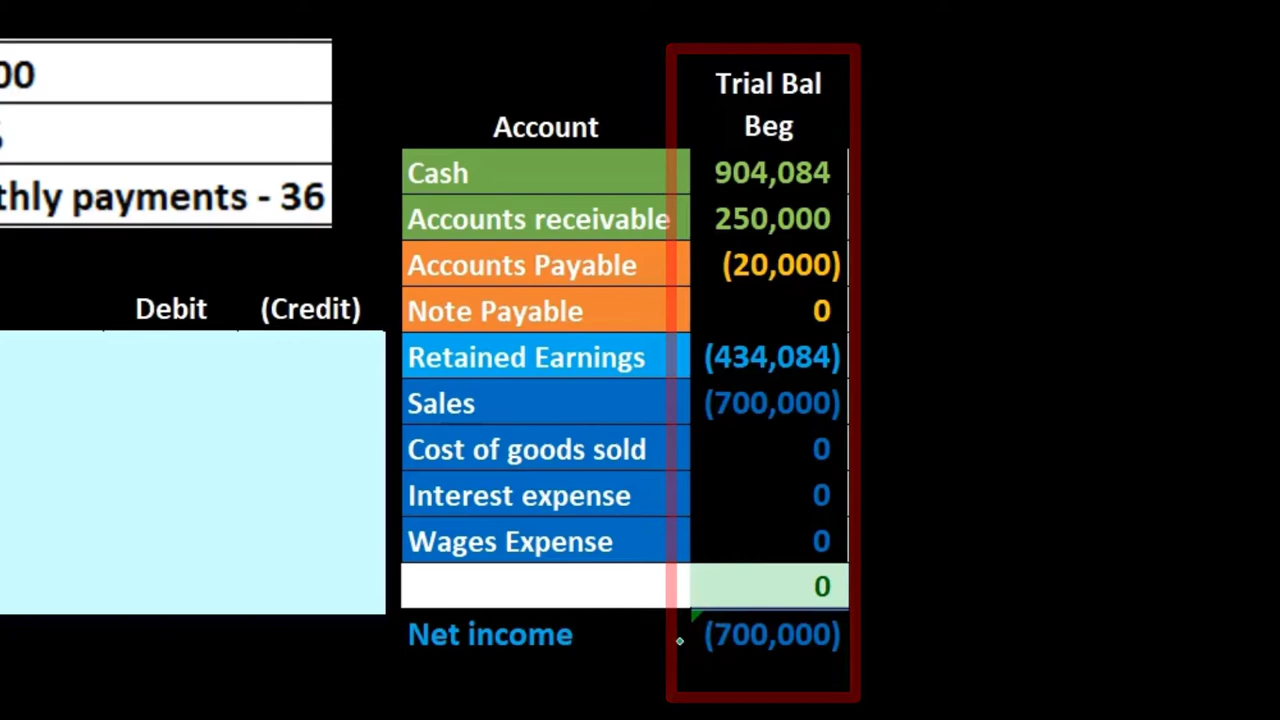 00
thly payments - 36
Debit (Credit)
Trial Bal
Account Beg
Cash 904,084
Accounts receivable 250,000
Accounts Payable (20,000)
Note Payable 0
Retained Earnings (434,084)
Sales (700,000)
Cost of goods sold 0
Interest expense 0
Wages Expense 0
0
Net income (700,000)